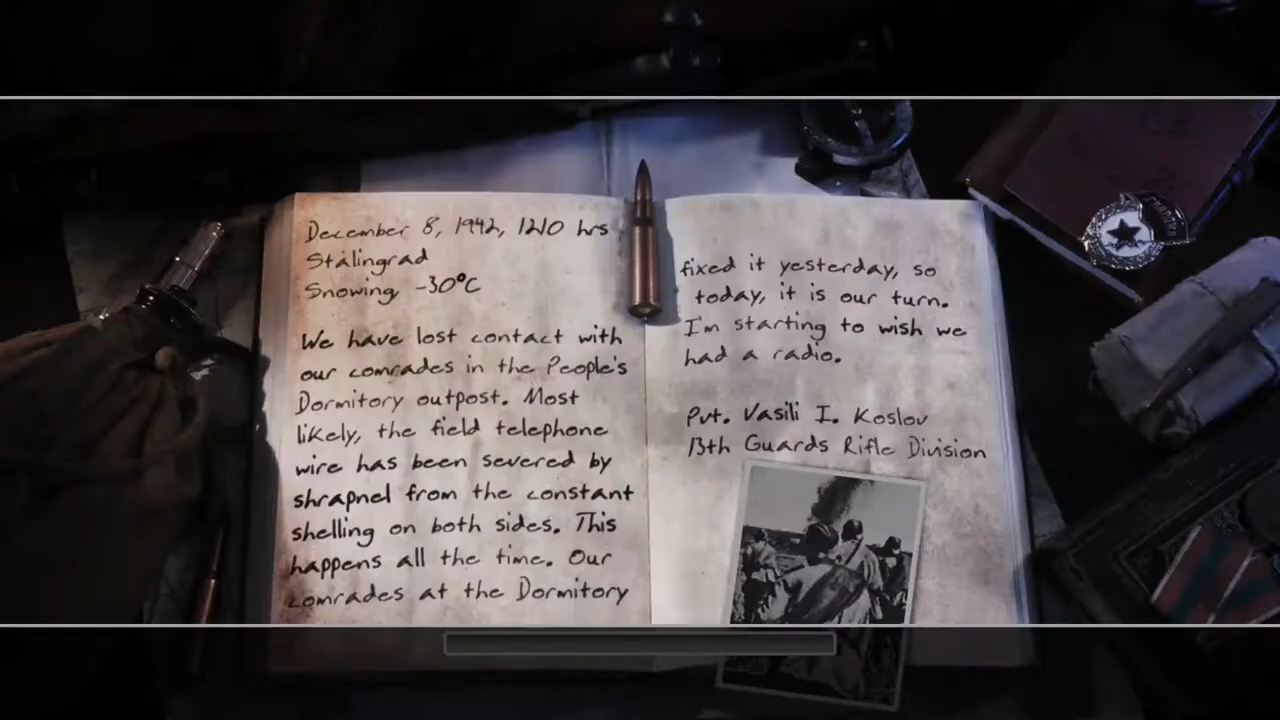 December 8, 1942, 1210 hrs
Stalingrad
Snowing -30°C
We have lost contact with
our comrades in the People's
Dormitory outpost. Most
likely, the field telephone
wire has been severed by
shrapnel from the constant
shelling on both sides. This
happens all the time. Our
comrades at the Dormitory
fixed it yesterday, so
today, it is our turn.
I'm starting to wish we
had a radio.
Pvt. Vasili I. Koslov
13th Guards Rifle Division